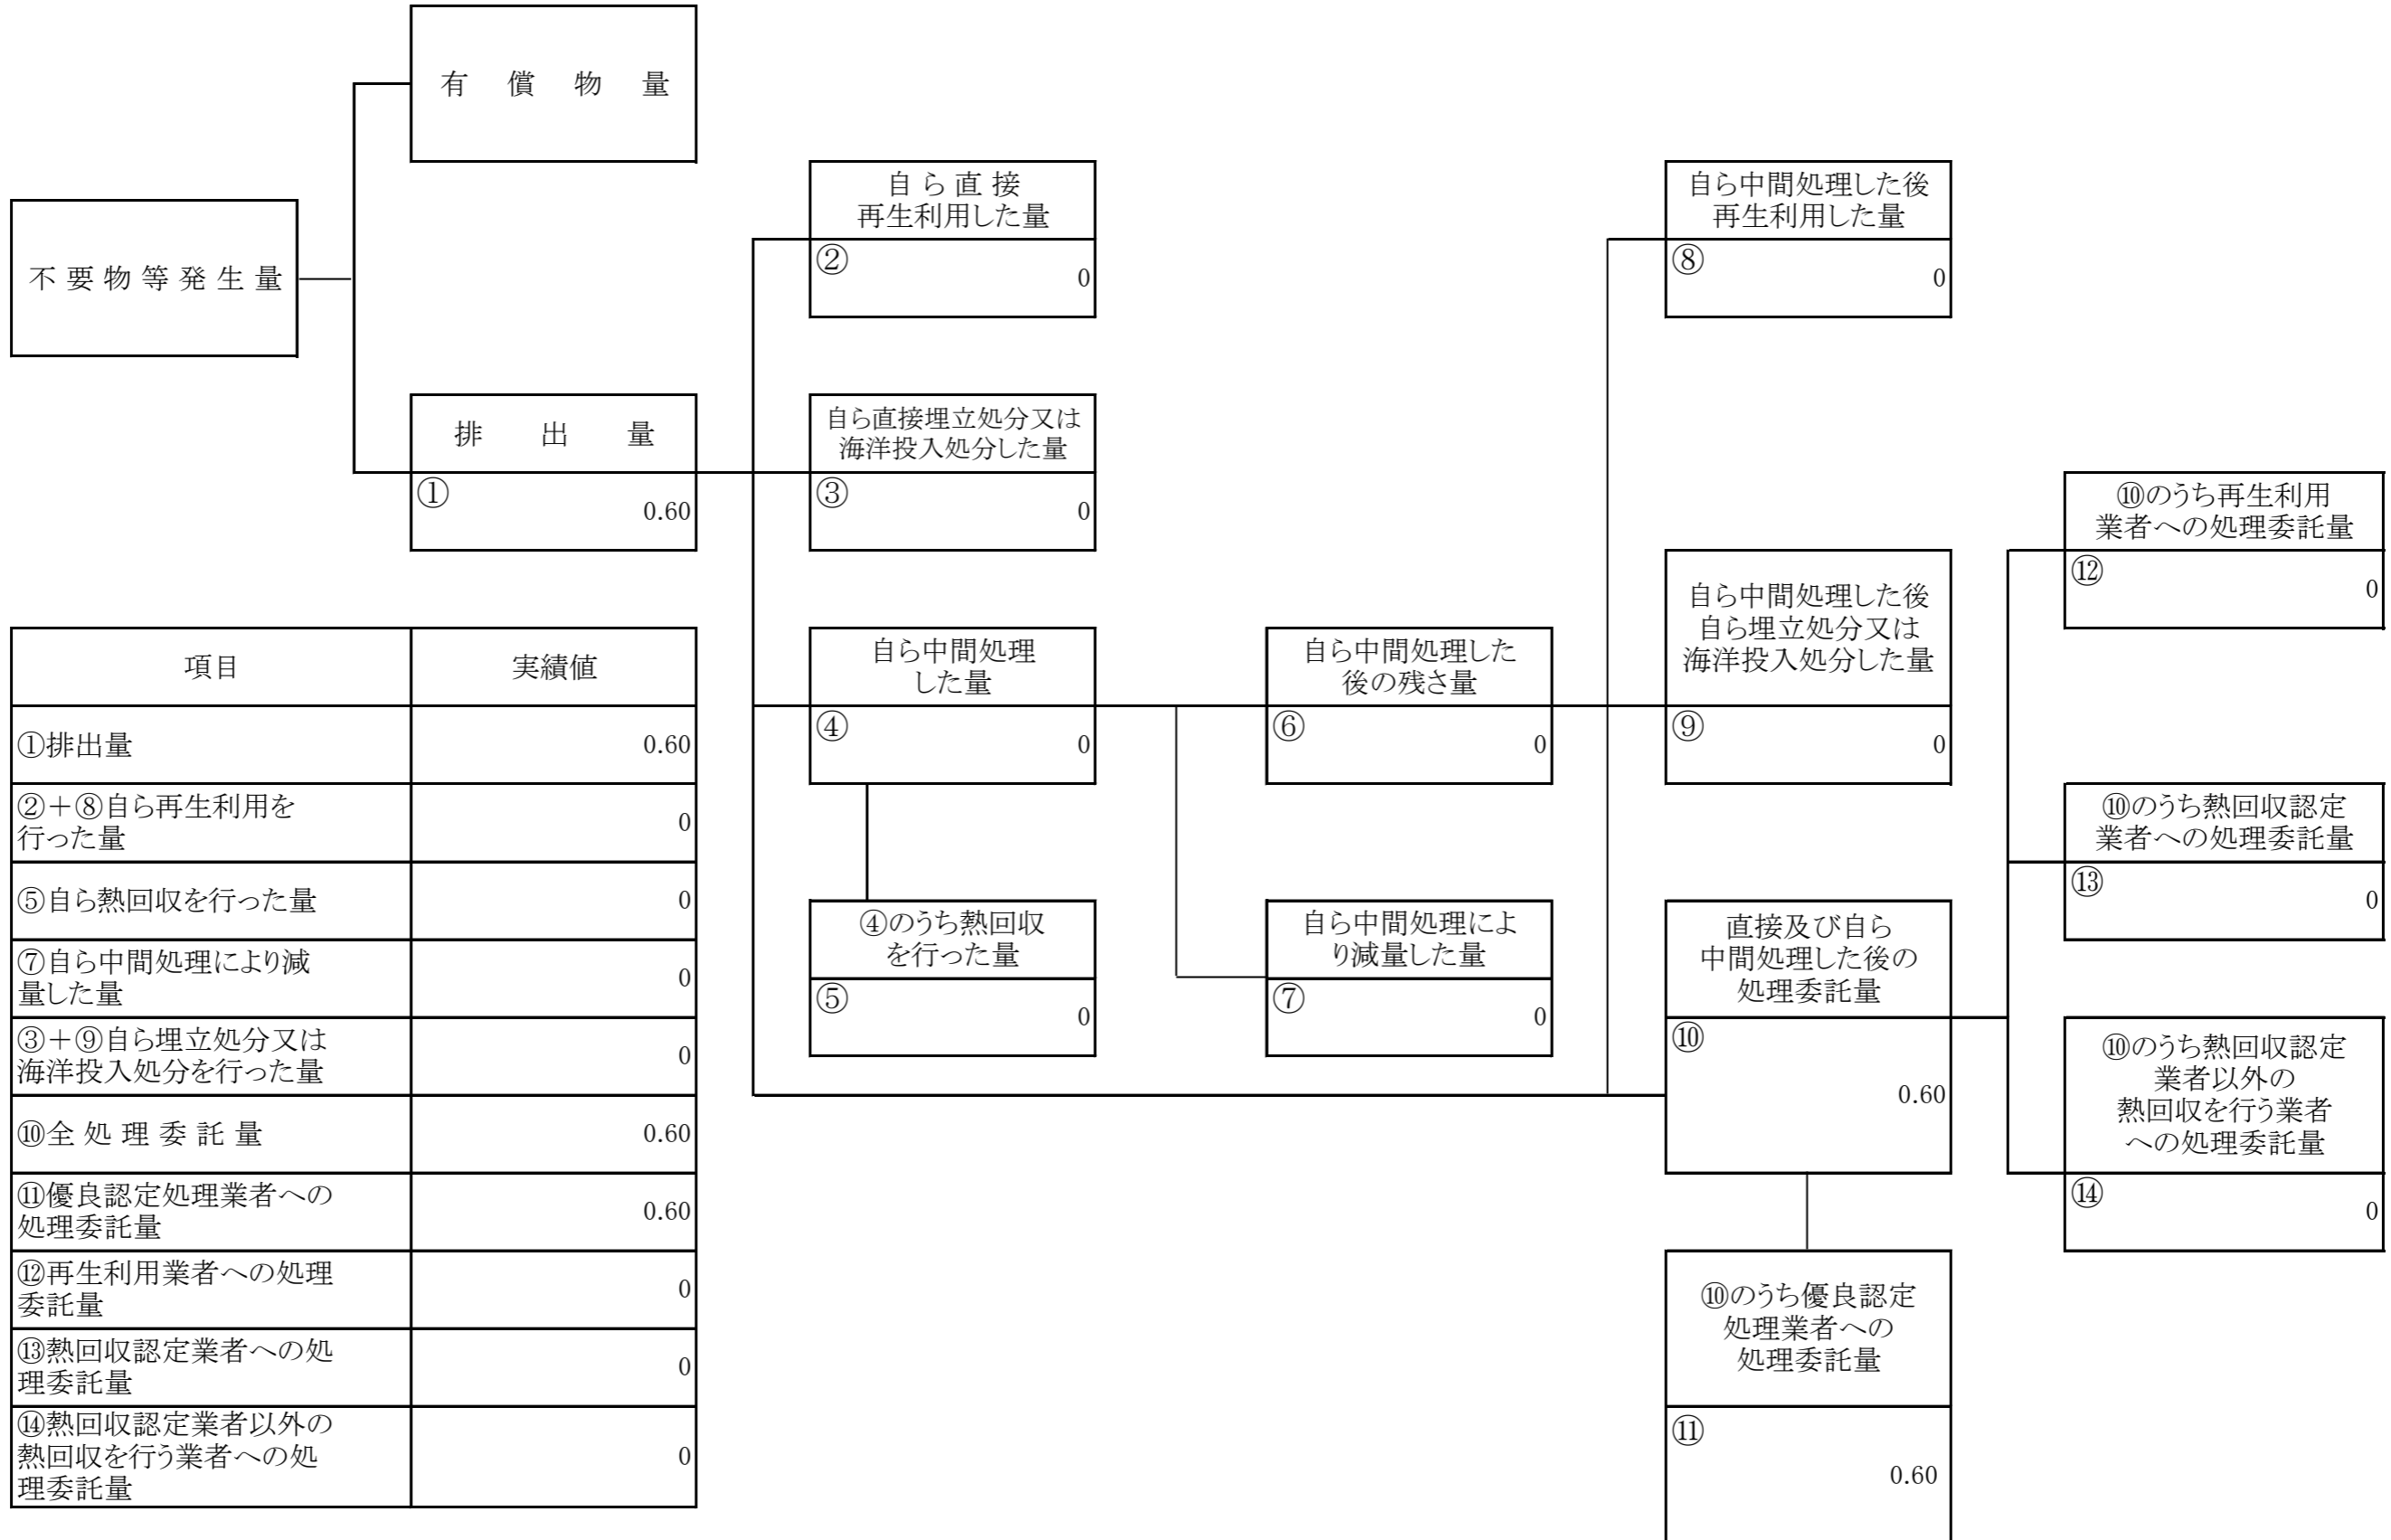 有償物量
不要物等発生量
排出量
①
0.60
自ら直接
再生利用した量
②
0
自ら直接埋立処分又は
海洋投入処分した量
③
0
自ら中間処理
した量
④
0
④のうち熱回収
を行った量
⑤
0
自ら中間処理した
後の残さ量
⑥
0
自ら中間処理によ
り減量した量
⑦
0
自ら中間処理した後
再生利用した量
⑧
0
自ら中間処理した後
自ら埋立処分又は
海洋投入処分した量
⑨
0
直接及び自ら
中間処理した後の
処理委託量
⑩
0.60
⑩のうち優良認定
処理業者への
処理委託量
⑪
0.60
⑩のうち再生利用
業者への処理委託量
⑫
0
⑩のうち熱回収認定
業者への処理委託量
⑬
0
⑩のうち熱回収認定
業者以外の
熱回収を行う業者
への処理委託量
⑭
0
項目 実績値
①排出量 0.60
②+⑧自ら再生利用を
行った量 0
⑤自ら熱回収を行った量 0
⑦自ら中間処理により減
量した量 0
③+⑨自ら埋立処分又は
海洋投入処分を行った量 0
⑩全処理委託量 0.60
⑪優良認定処理業者への
処理委託量 0.60
⑫再生利用業者への処理
委託量 0
⑬熱回収認定業者への処
理委託量 0
⑭熱回収認定業者以外の
熱回収を行う業者への処
理委託量 0